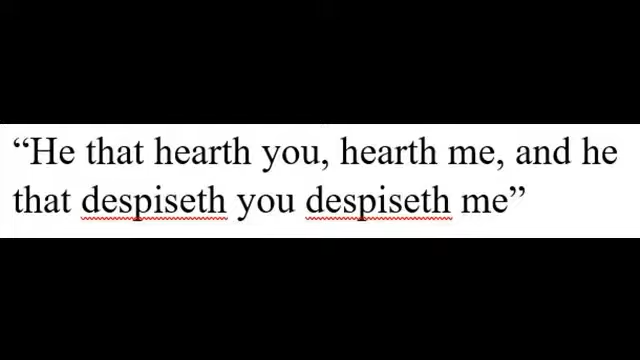 “He that hearth you, hearth me, and he
that despiseth you despiseth me”